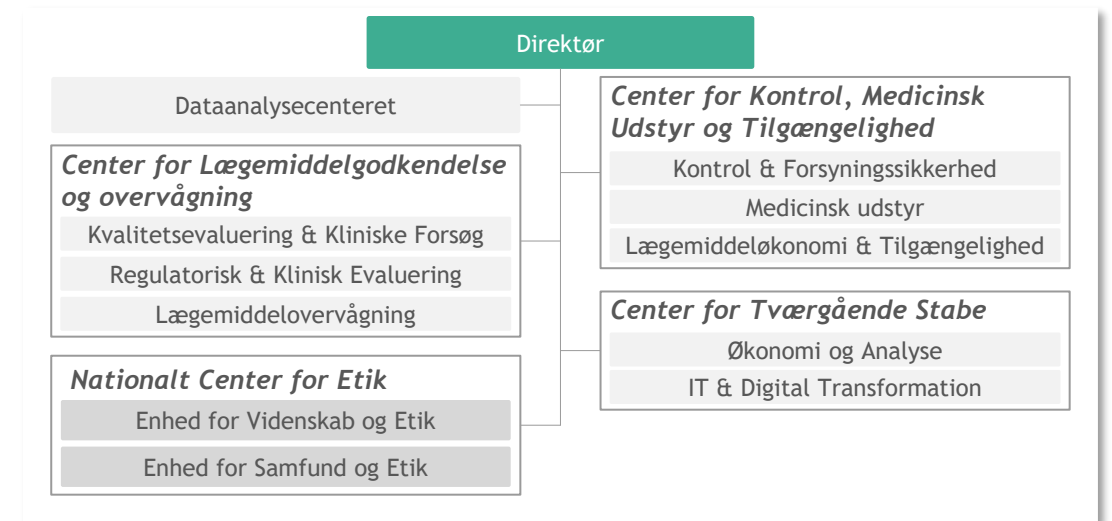 Direktør
Dataanalysecenteret
Center for Lægemiddelgodkendelse
og overvågning
Kvalitetsevaluering & Kliniske Forsøg
Regulatorisk & Klinisk Evaluering
Lægemiddelovervågning
Nationalt Center for Etik
Enhed for Videnskab og Etik
Enhed for Samfund og Etik
Center for Kontrol, Medicinsk
Udstyr og Tilgængelighed
Kontrol & Forsyningssikkerhed
Medicinsk udstyr
Lægemiddeløkonomi & Tilgængelighed
Center for Tværgående Stabe
Økonomi og Analyse
IT & Digital Transformation